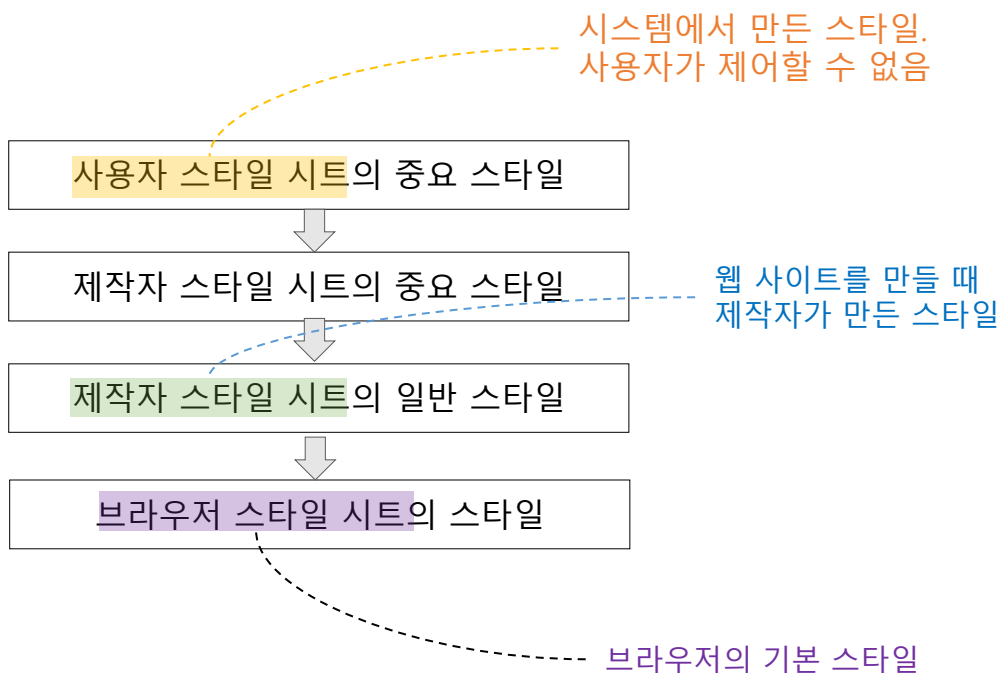 시스템에서 만든 스타일.
사용자가 제어할 수 없음
사용자 스타일 시트의 중요 스타일
제작자 스타일 시트의 중요 스타일
웹 사이트를 만들 때
제작자가 만든 스타일
제작자 스타일 시트의 일반 스타일
브라우저 스타일 시트의 스타일
브라우저의 기본 스타일